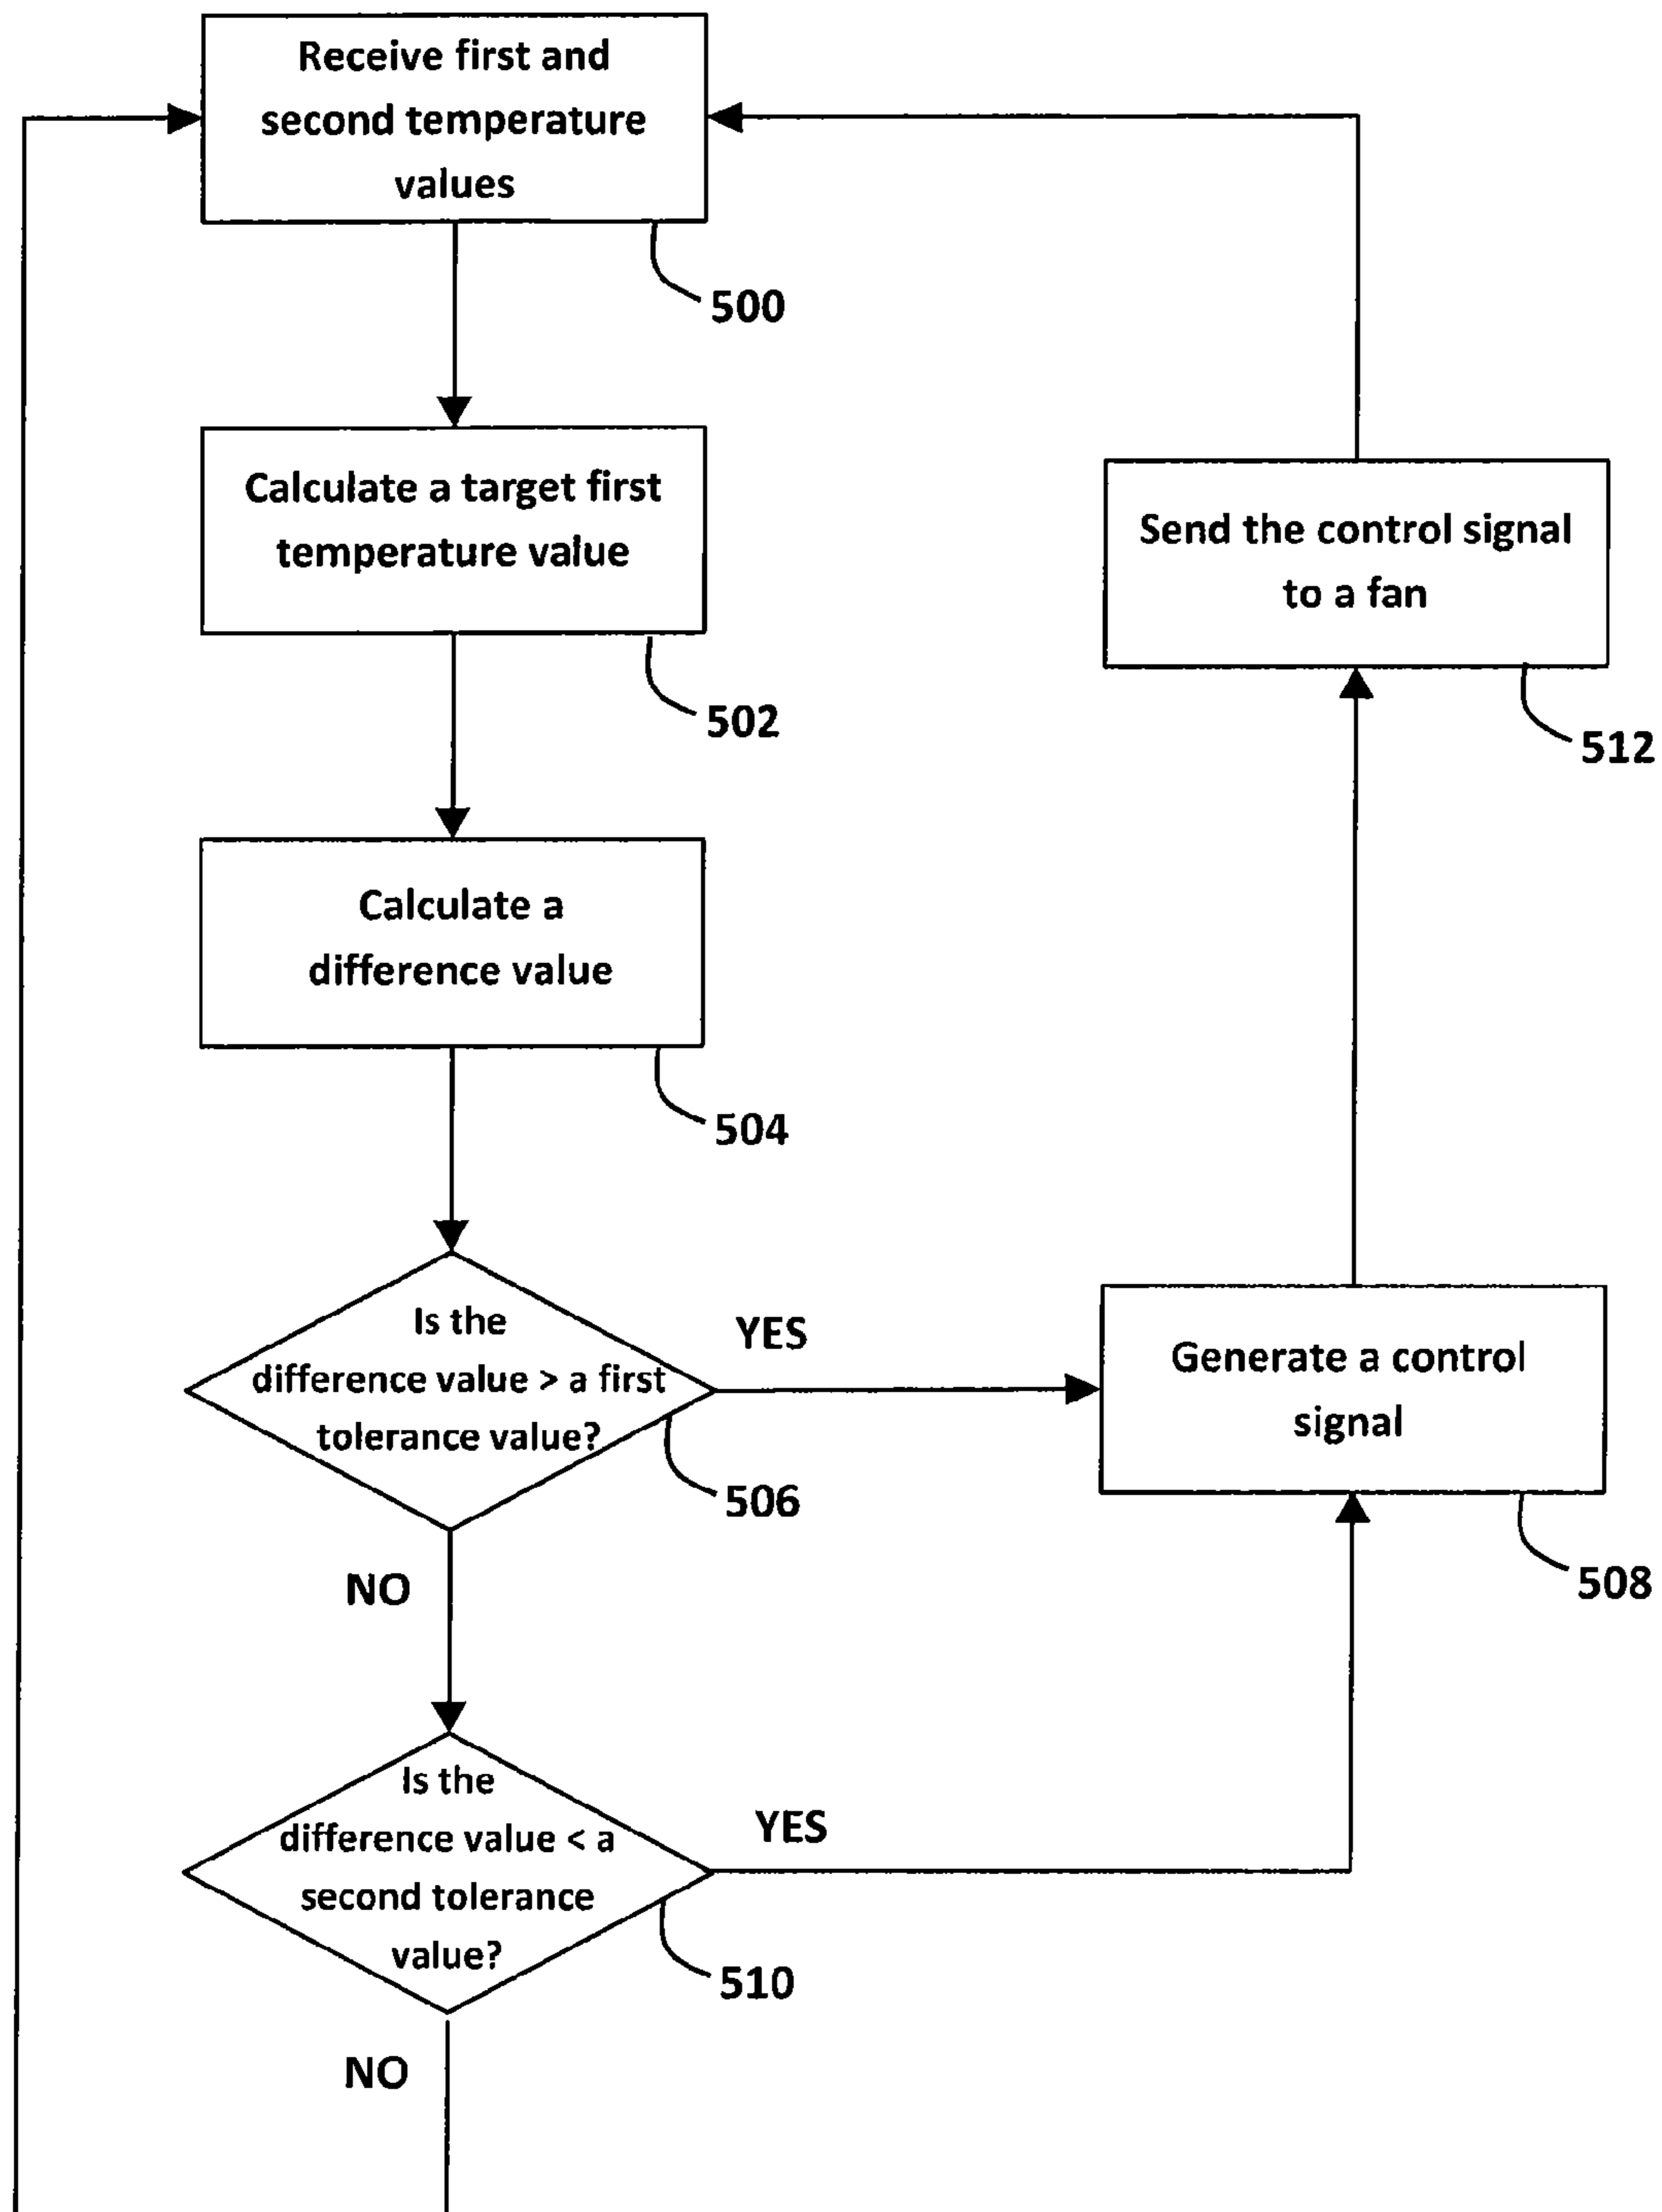 Receive first and
second temperature
values
500
Calculate a target first
temperature value
502
Send the control signal
to a fan
512
Calculate a
difference value
504
Is the
difference value > a first
tolerance value?
YES
506
NO
Generate a control
signal
508
Is the
difference value < a
second tolerance
value?
YES
510
NO